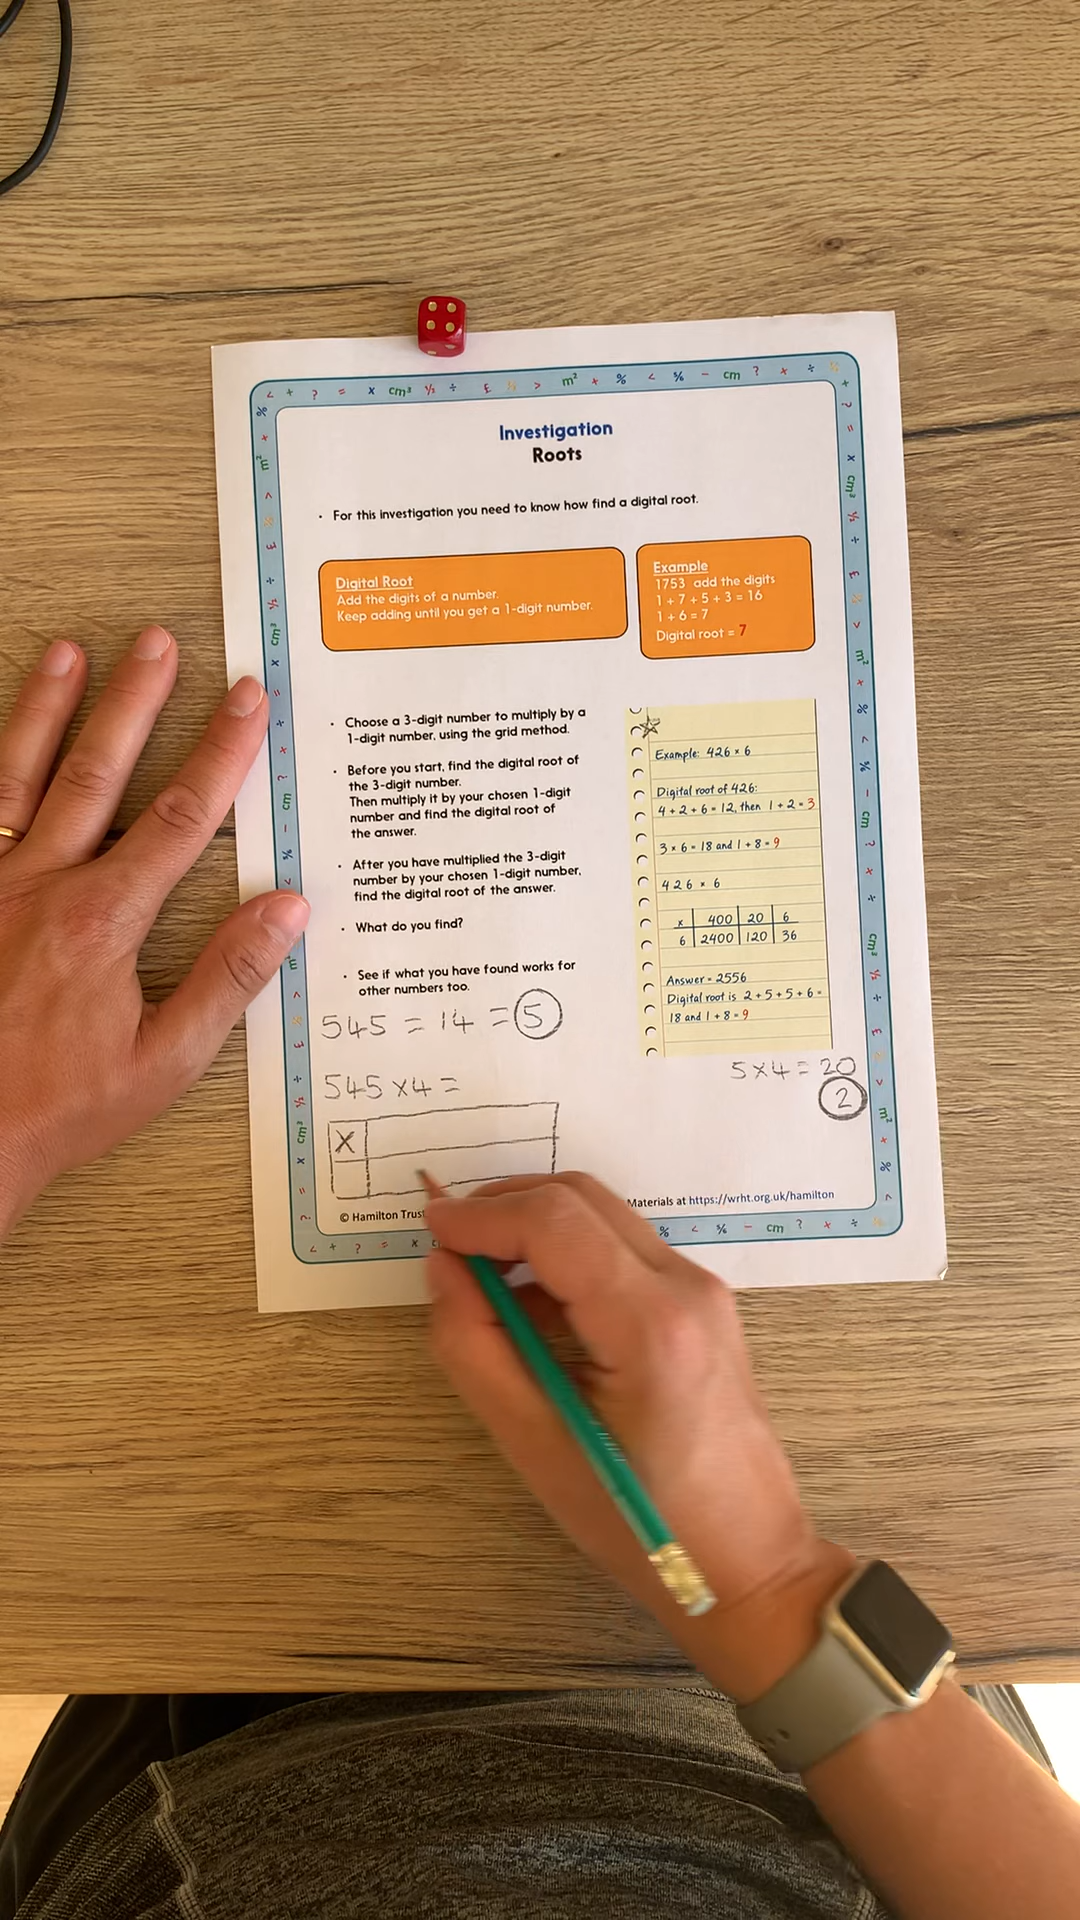 Investigation
Roots
• For this investigation you need to know how find a digital root.
Digital Root
Add the digits of a number.
Keep adding until you get a 1-digit number.
Example
1753 add the digits
1 + 7 + 5 + 3 = 16
1 + 6 = 7
Digital root = 7
• Choose a 3-digit number to multiply by a
1-digit number, using the grid method.
• Before you start, find the digital root of
the 3-digit number.
Then multiply it by your chosen 1-digit
number and find the digital root of
the answer.
• After you have multiplied the 3-digit
number by your chosen 1-digit number,
find the digital root of the answer.
• What do you find?
• See if what you have found works for
other numbers too.
Example: 426 × 6
Digital root of 426:
4 + 2 + 6 = 12, then 1 + 2 = 3
3 × 6 = 18 and 1 + 8 = 9
426 × 6
x 400 20 6
6 2400 120 36
Answer = 2556
Digital root is 2 + 5 + 5 + 6 =
18 and 1 + 8 = 9
545 = 14 = 5
545 x 4 =
X
5 x 4 = 20
2
© Hamilton Trust
Materials at https://wrht.org.uk/hamilton